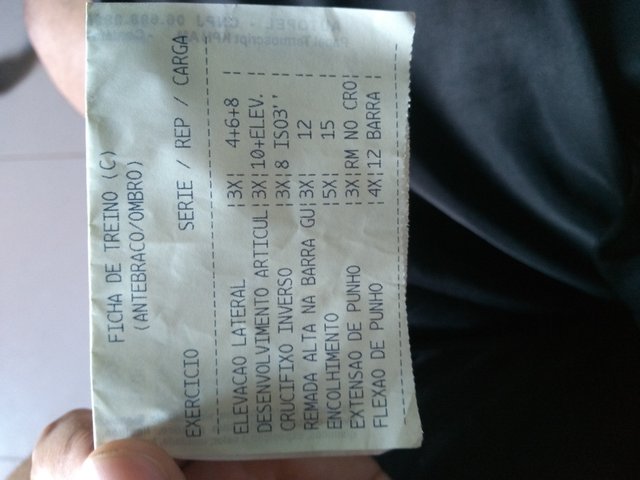 FICHA DE TREINO (C)
(ANTEBRACO/OMBRO)
EXERCICIO SERIE / REP / CARGA
ELEVACAO LATERAL |3X| 4+6+8 |
DESENVOLVIMENTO ARTICUL|3X|10+ELEV. |
CRUCIFIXO INVERSO |3X|8 ISO3'' |
REMADA ALTA NA BARRA GU|3X| 12 |
ENCOLHIMENTO |5X| 15 |
EXTENSAO DE PUNHO |3X|RM NO CRO|
FLEXAO DE PUNHO |4X|12 BARRA |